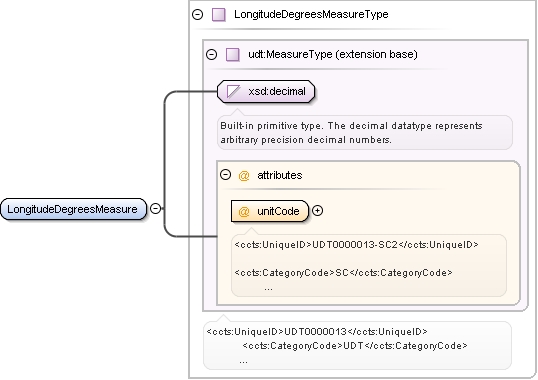 LongitudeDegreesMeasureType
udt:MeasureType (extension base)
xsd:decimal
Built-in primitive type. The decimal datatype represents
arbitrary precision decimal numbers.
@ attributes
@ unitCode
<ccts:UniqueID>UDT0000013-SC2</ccts:UniqueID>
<ccts:CategoryCode>SC</ccts:CategoryCode>
...
LongitudeDegreesMeasure
<ccts:UniqueID>UDT0000013</ccts:UniqueID>
<ccts:CategoryCode>UDT</ccts:CategoryCode>
...